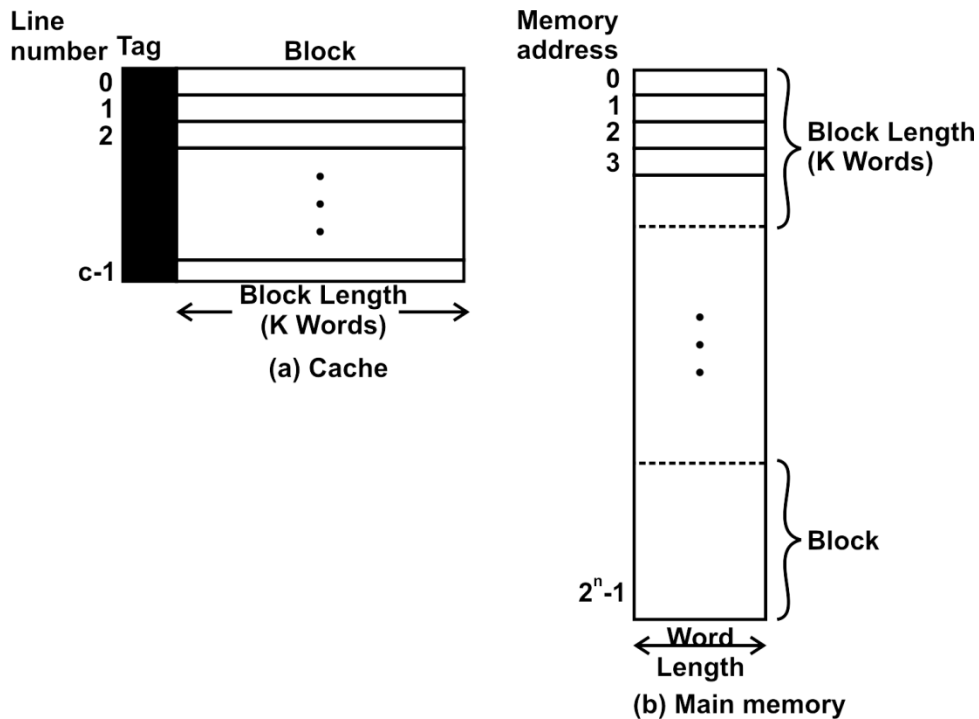 Line
number
Tag
Block
0
1
2
c-1
Block Length
(K Words)
(a) Cache
Memory
address
0
1
2
3
Block Length
(K Words)
Block
2ⁿ-1
Word
Length
(b) Main memory